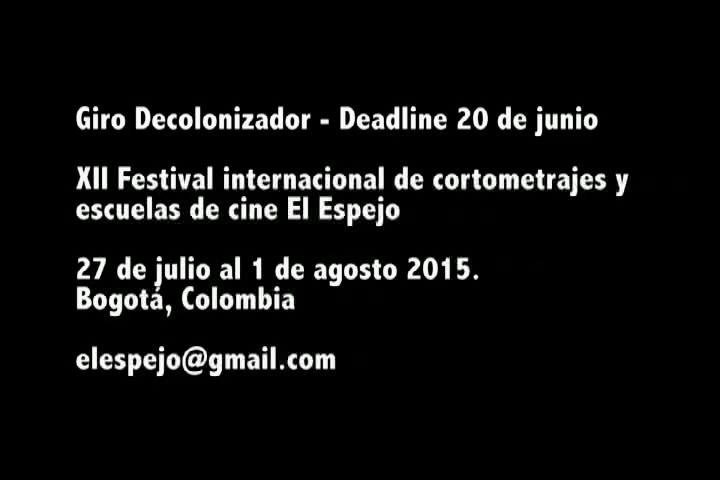 Giro Decolonizador - Deadline 20 de junio
XII Festival internacional de cortometrajes y
escuelas de cine El Espejo
27 de julio al 1 de agosto 2015.
Bogotá, Colombia
elespejo@gmail.com